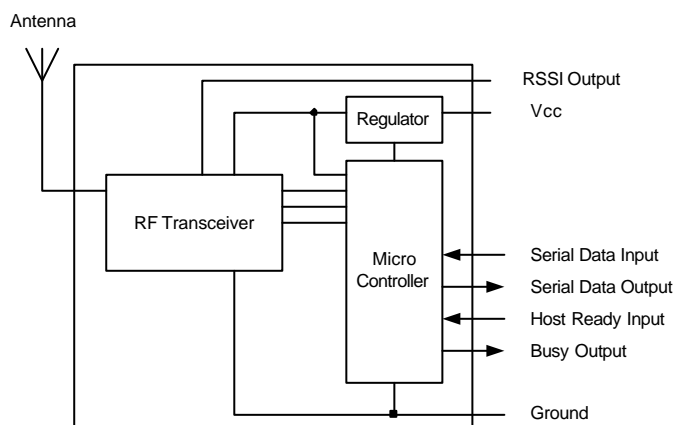 Antenna
RSSI Output
Vcc
Regulator
RF Transceiver
Micro
Controller
Serial Data Input
Serial Data Output
Host Ready Input
Busy Output
Ground